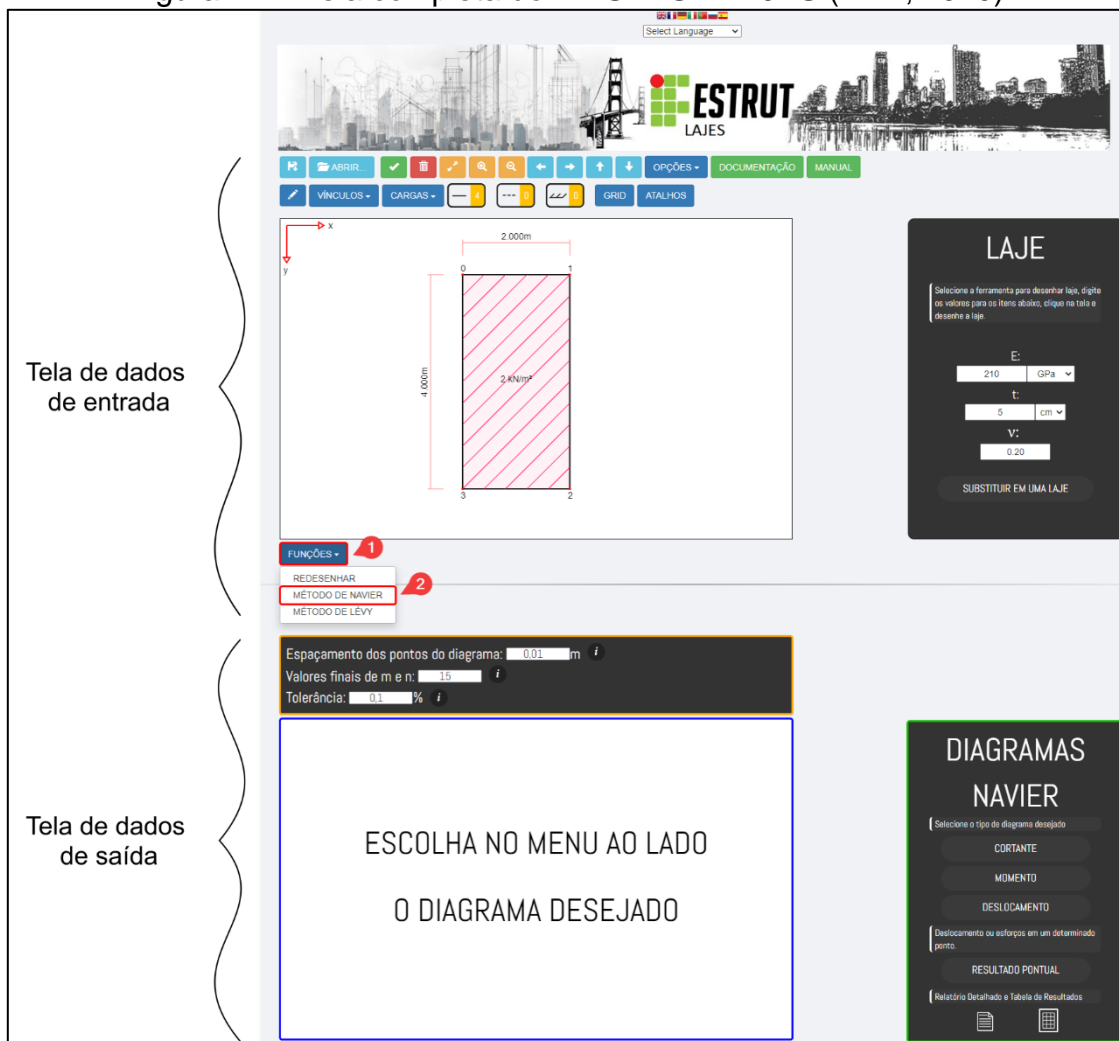 Select Language
ESTRUT
LAJES
ABRIR...
OPÇÕES
DOCUMENTAÇÃO
MANUAL
VÍNCULOS
CARGAS
4
0
0
GRID
ATALHOS
x
y
2.000m
0
1
4.000m
2 KN/m²
3
2
LAJE
Selecione a ferramenta para desenhar laje, digite
os valores para os itens abaixo, clique na tela e
desenhe a laje.
E:
210
GPa
t:
5
cm
ν:
0.20
SUBSTITUIR EM UMA LAJE
Tela de dados
de entrada
FUNÇÕES
1
REDESENHAR
MÉTODO DE NAVIER
2
MÉTODO DE LÉVY
Espaçamento dos pontos do diagrama: 0,01 m i
Valores finais de m e n: 15 i
Tolerância: 0,1 % i
Tela de dados
de saída
ESCOLHA NO MENU AO LADO
O DIAGRAMA DESEJADO
DIAGRAMAS
NAVIER
Selecione o tipo de diagrama desejado
CORTANTE
MOMENTO
DESLOCAMENTO
Deslocamento ou esforços em um determinado
ponto.
RESULTADO PONTUAL
Relatório Detalhado e Tabela de Resultados